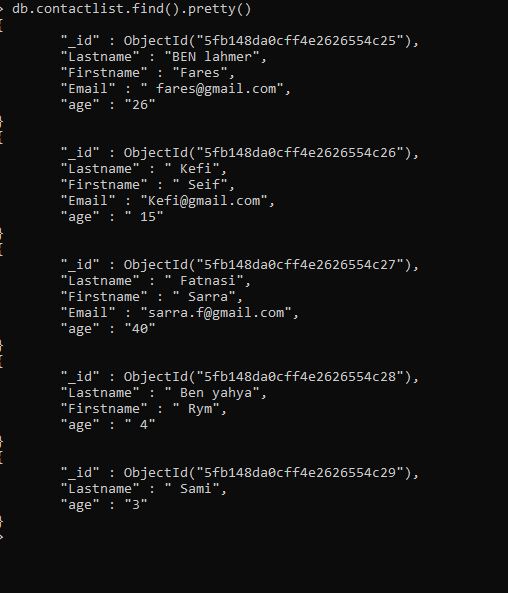 > db.contactlist.find().pretty()
{
"_id" : ObjectId("5fb148da0cff4e2626554c25"),
"Lastname" : "BEN lahmer",
"Firstname" : "Fares",
"Email" : " fares@gmail.com",
"age" : "26"
}
{
"_id" : ObjectId("5fb148da0cff4e2626554c26"),
"Lastname" : " Kefi",
"Firstname" : " Seif",
"Email" : "Kefi@gmail.com",
"age" : " 15"
}
{
"_id" : ObjectId("5fb148da0cff4e2626554c27"),
"Lastname" : " Fatnasi",
"Firstname" : " Sarra",
"Email" : "sarra.f@gmail.com",
"age" : "40"
}
{
"_id" : ObjectId("5fb148da0cff4e2626554c28"),
"Lastname" : " Ben yahya",
"Firstname" : " Rym",
"age" : " 4"
}
{
"_id" : ObjectId("5fb148da0cff4e2626554c29"),
"Lastname" : " Sami",
"age" : "3"
}
>